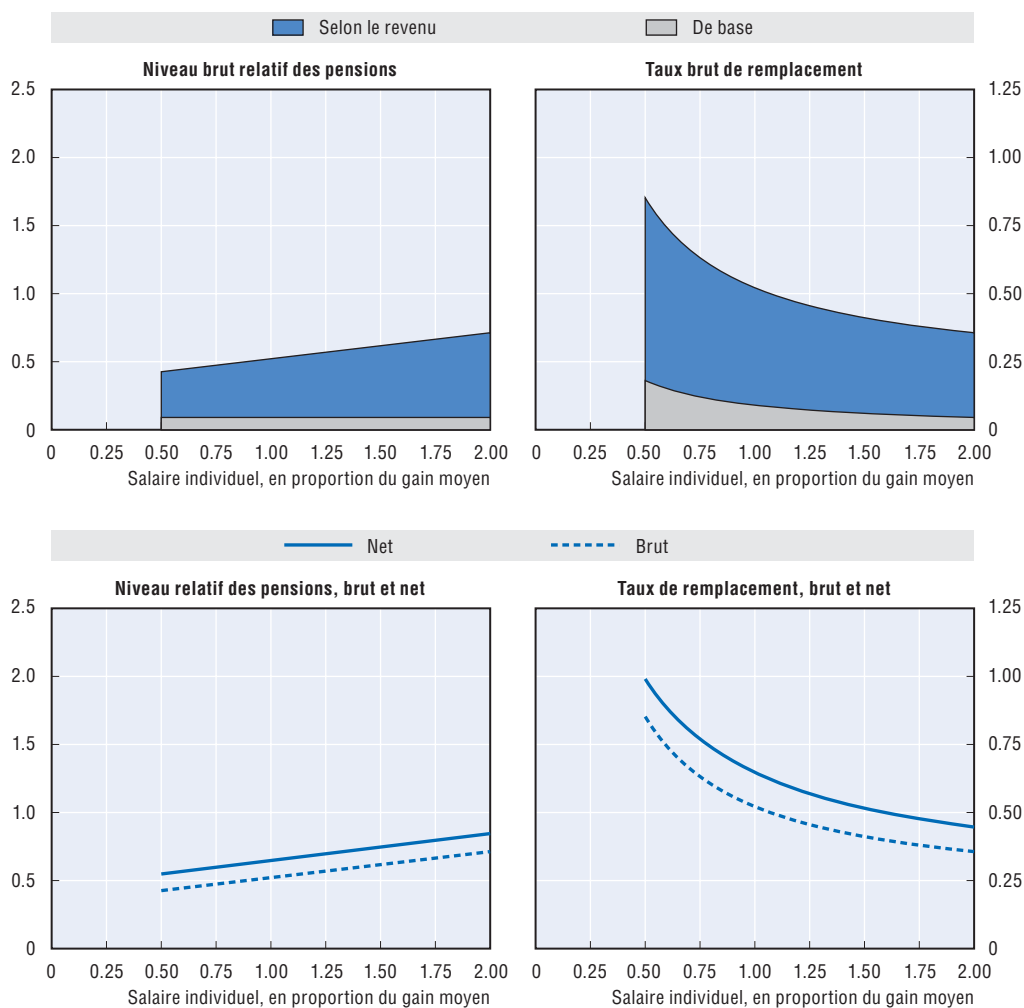 Selon le revenu De base
Niveau brut relatif des pensions
2.5
2.0
1.5
1.0
0.5
0
0 0.25 0.50 0.75 1.00 1.25 1.50 1.75 2.00
Salaire individuel, en proportion du gain moyen
Taux brut de remplacement
1.25
1.00
0.75
0.50
0.25
0
0 0.25 0.50 0.75 1.00 1.25 1.50 1.75 2.00
Salaire individuel, en proportion du gain moyen
Net Brut
Niveau relatif des pensions, brut et net
2.5
2.0
1.5
1.0
0.5
0
0 0.25 0.50 0.75 1.00 1.25 1.50 1.75 2.00
Salaire individuel, en proportion du gain moyen
Taux de remplacement, brut et net
1.25
1.00
0.75
0.50
0.25
0
0 0.25 0.50 0.75 1.00 1.25 1.50 1.75 2.00
Salaire individuel, en proportion du gain moyen